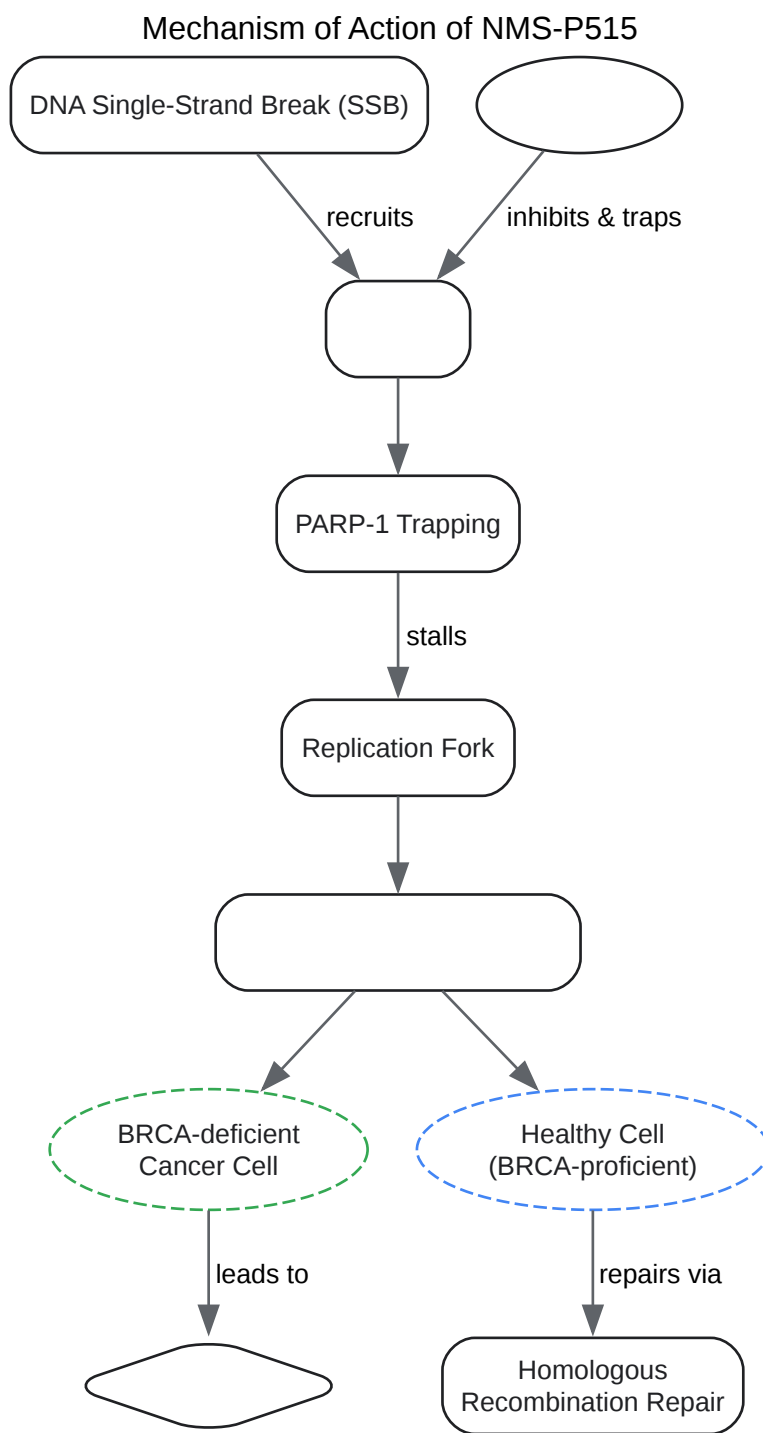 Mechanism of Action of NMS-P515
DNA Single-Strand Break (SSB)
recruits
inhibits & traps
PARP-1 Trapping
stalls
Replication Fork
BRCA-deficient
Cancer Cell
Healthy Cell
(BRCA-proficient)
leads to
repairs via
Homologous
Recombination Repair